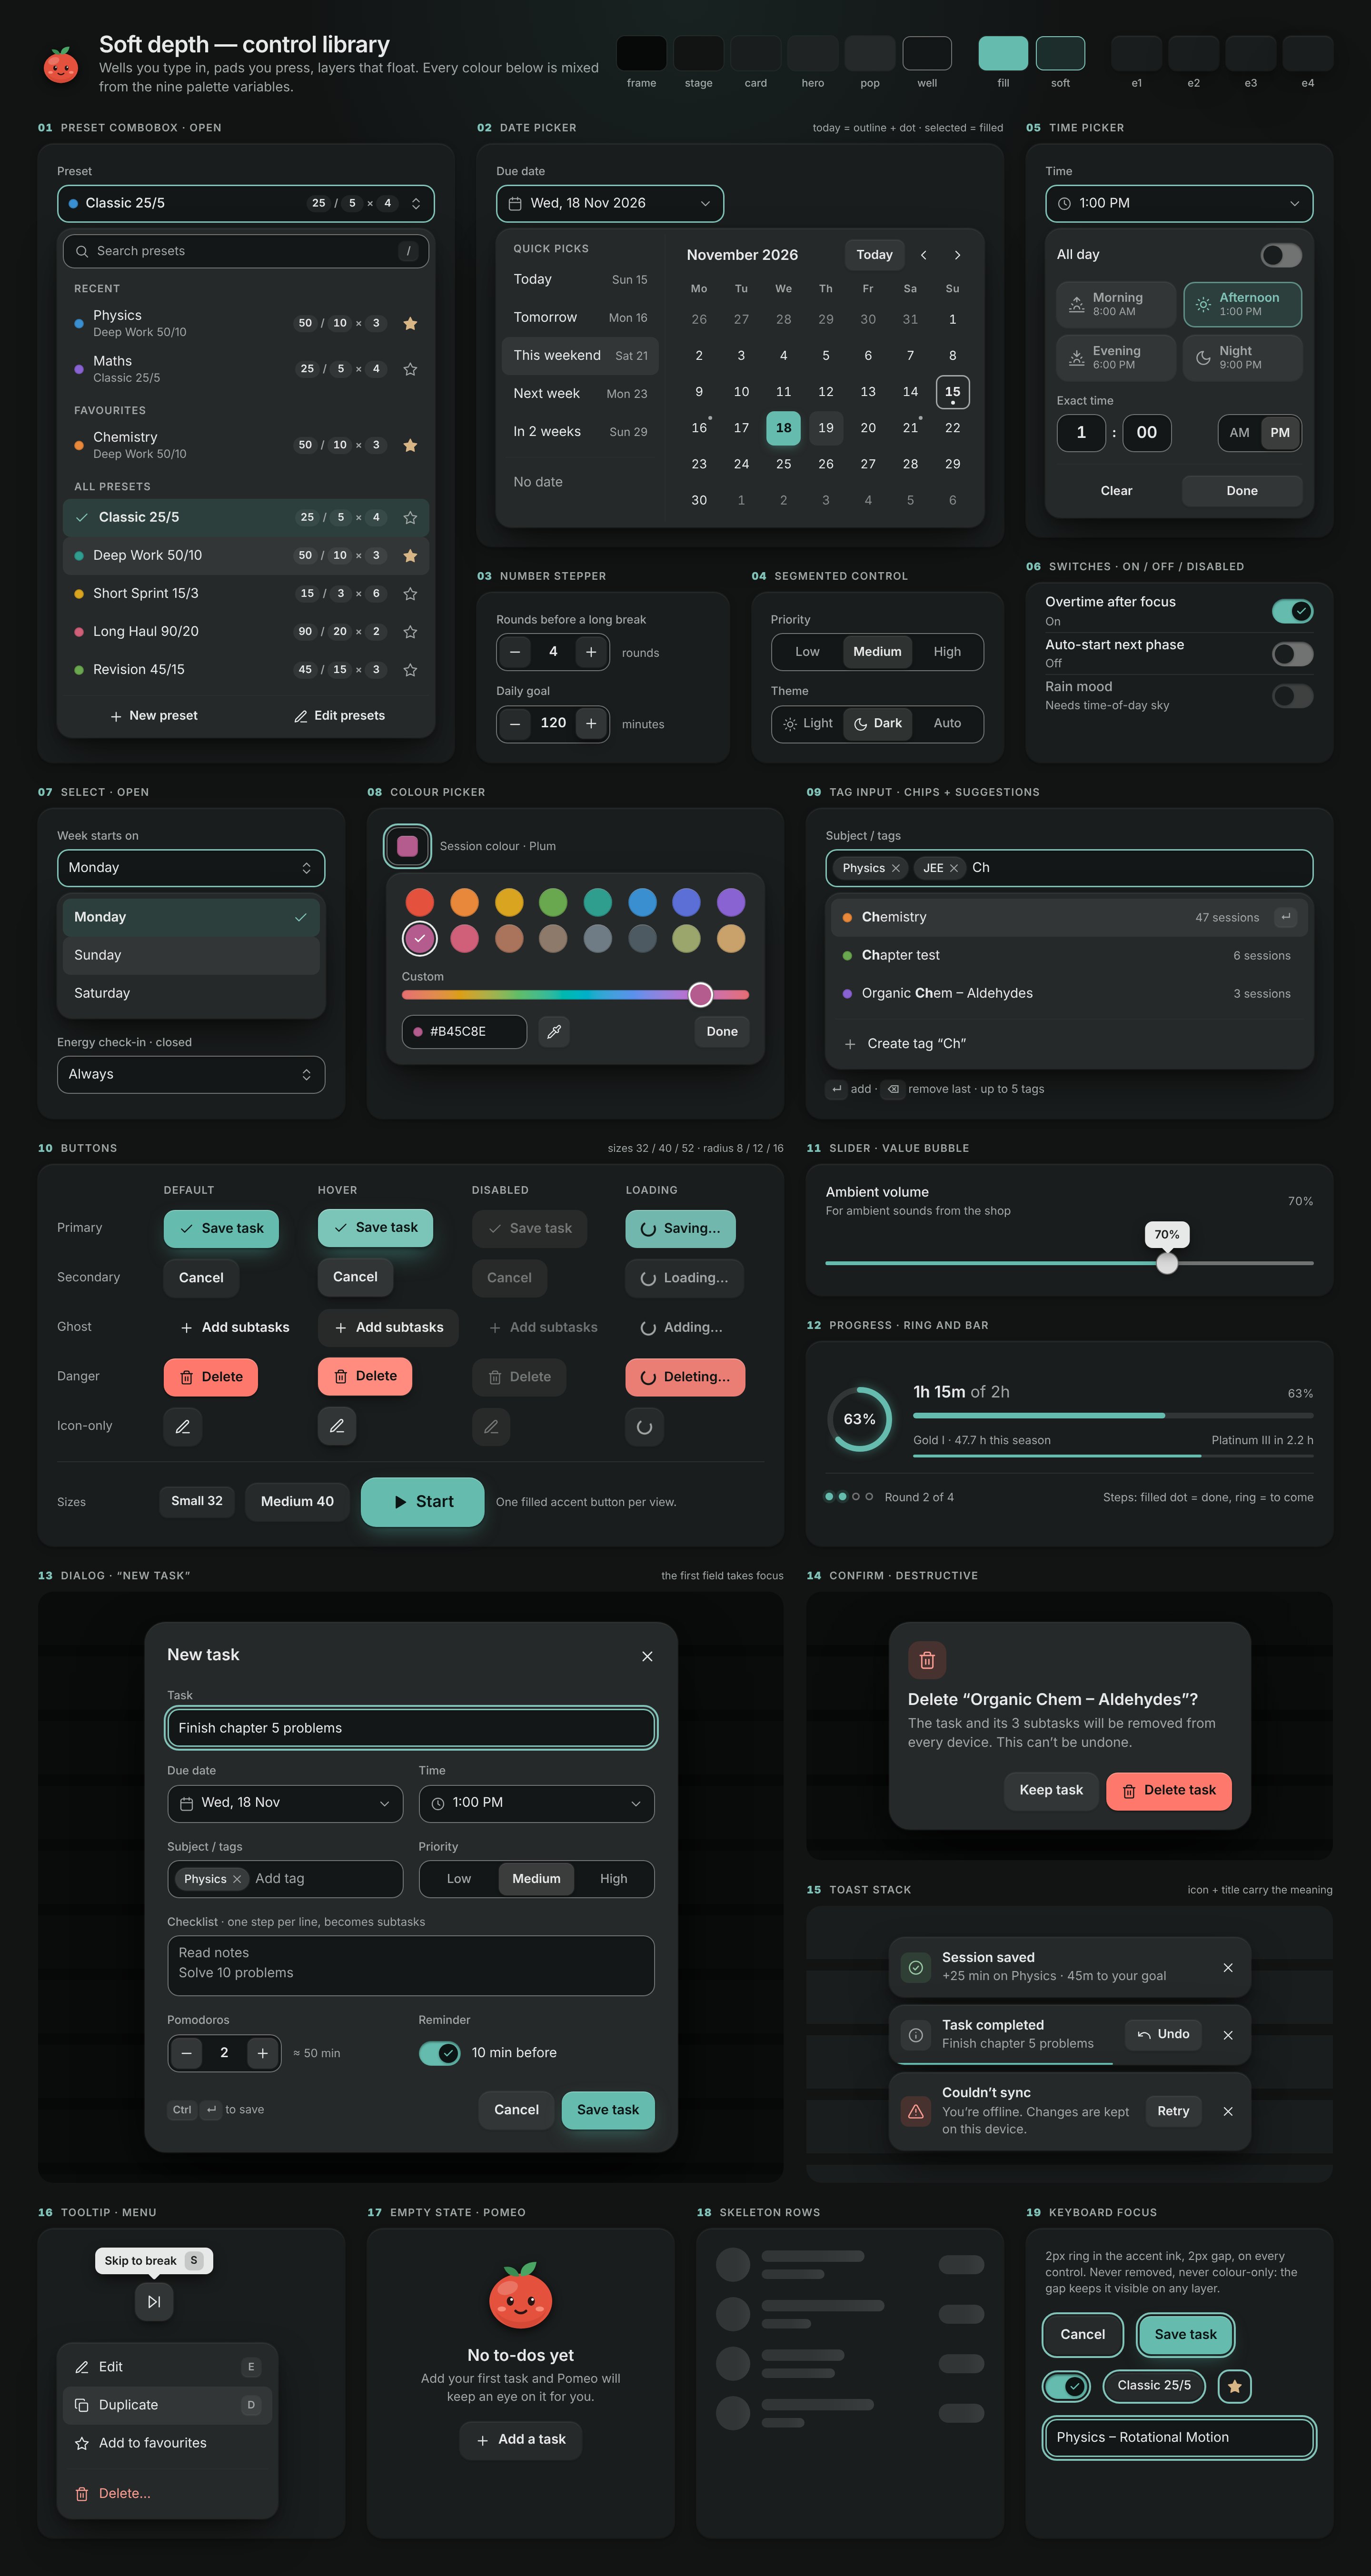 Soft depth — control library
Wells you type in, pads you press, layers that float. Every colour below is mixed
from the nine palette variables.
frame stage card hero pop well fill soft e1 e2 e3 e4
01 PRESET COMBOBOX · OPEN
Preset
Classic 25/5 25 / 5 × 4
Search presets /
RECENT
Physics 50 / 10 × 3
Deep Work 50/10
Maths 25 / 5 × 4
Classic 25/5
FAVOURITES
Chemistry 50 / 10 × 3
Deep Work 50/10
ALL PRESETS
Classic 25/5 25 / 5 × 4
Deep Work 50/10 50 / 10 × 3
Short Sprint 15/3 15 / 3 × 6
Long Haul 90/20 90 / 20 × 2
Revision 45/15 45 / 15 × 3
New preset Edit presets
02 DATE PICKER today = outline + dot · selected = filled
Due date
Wed, 18 Nov 2026
QUICK PICKS
Today Sun 15
Tomorrow Mon 16
This weekend Sat 21
Next week Mon 23
In 2 weeks Sun 29
No date
November 2026 Today
Mo Tu We Th Fr Sa Su
26 27 28 29 30 31 1
2 3 4 5 6 7 8
9 10 11 12 13 14 15
16 17 18 19 20 21 22
23 24 25 26 27 28 29
30 1 2 3 4 5 6
05 TIME PICKER
Time
1:00 PM
All day
Morning
8:00 AM
Afternoon
1:00 PM
Evening
6:00 PM
Night
9:00 PM
Exact time
1 : 00 AM PM
Clear Done
03 NUMBER STEPPER
Rounds before a long break
− 4 + rounds
Daily goal
− 120 + minutes
04 SEGMENTED CONTROL
Priority
Low Medium High
Theme
Light Dark Auto
06 SWITCHES · ON / OFF / DISABLED
Overtime after focus
On
Auto-start next phase
Off
Rain mood
Needs time-of-day sky
07 SELECT · OPEN
Week starts on
Monday
Monday
Sunday
Saturday
Energy check-in · closed
Always
08 COLOUR PICKER
Session colour · Plum
Custom
#B45C8E Done
09 TAG INPUT · CHIPS + SUGGESTIONS
Subject / tags
Physics JEE Ch
Chemistry 47 sessions ↵
Chapter test 6 sessions
Organic Chem – Aldehydes 3 sessions
Create tag “Ch”
↵ add · ⌫ remove last · up to 5 tags
10 BUTTONS sizes 32 / 40 / 52 · radius 8 / 12 / 16
DEFAULT HOVER DISABLED LOADING
Primary Save task Save task Save task Saving…
Secondary Cancel Cancel Cancel Loading…
Ghost Add subtasks Add subtasks Add subtasks Adding…
Danger Delete Delete Delete Deleting…
Icon-only
Sizes Small 32 Medium 40 Start One filled accent button per view.
11 SLIDER · VALUE BUBBLE
Ambient volume
For ambient sounds from the shop
70%
70%
12 PROGRESS · RING AND BAR
63%
1h 15m of 2h 63%
Gold I · 47.7 h this season Platinum III in 2.2 h
Round 2 of 4 Steps: filled dot = done, ring = to come
13 DIALOG · “NEW TASK” the first field takes focus
New task
Task
Finish chapter 5 problems
Due date Time
Wed, 18 Nov 1:00 PM
Subject / tags Priority
Physics Add tag Low Medium High
Checklist · one step per line, becomes subtasks
Read notes
Solve 10 problems
Pomodoros Reminder
− 2 + ≈ 50 min 10 min before
Ctrl ↵ to save Cancel Save task
14 CONFIRM · DESTRUCTIVE
Delete “Organic Chem – Aldehydes”?
The task and its 3 subtasks will be removed from
every device. This can’t be undone.
Keep task Delete task
15 TOAST STACK icon + title carry the meaning
Session saved
+25 min on Physics · 45m to your goal
Task completed
Finish chapter 5 problems
Undo
Couldn’t sync
You’re offline. Changes are kept
on this device.
Retry
16 TOOLTIP · MENU
Skip to break S
Edit E
Duplicate D
Add to favourites
Delete…
17 EMPTY STATE · POMEO
No to-dos yet
Add your first task and Pomeo will
keep an eye on it for you.
Add a task
18 SKELETON ROWS
19 KEYBOARD FOCUS
2px ring in the accent ink, 2px gap, on every
control. Never removed, never colour-only: the
gap keeps it visible on any layer.
Cancel Save task
Classic 25/5
Physics – Rotational Motion